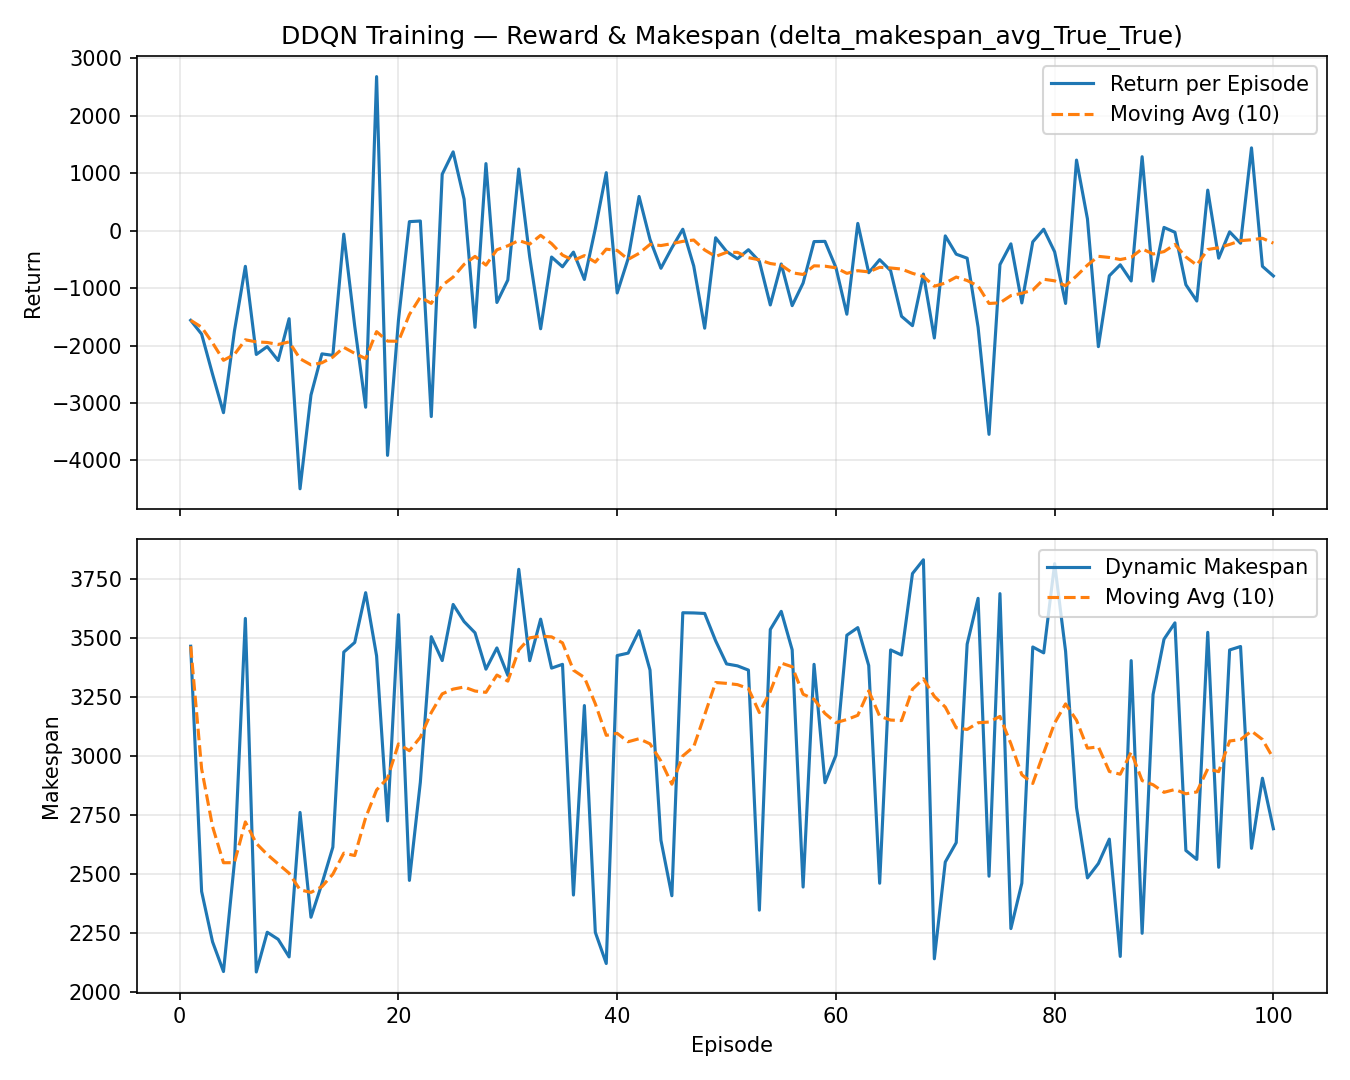 DDQN Training — Reward & Makespan (delta_makespan_avg_True_True)
3000
2000
1000
0
−1000
−2000
−3000
−4000
Return
Return per Episode
Moving Avg (10)
3750
3500
3250
3000
2750
2500
2250
2000
Makespan
Dynamic Makespan
Moving Avg (10)
0 20 40 60 80 100
Episode